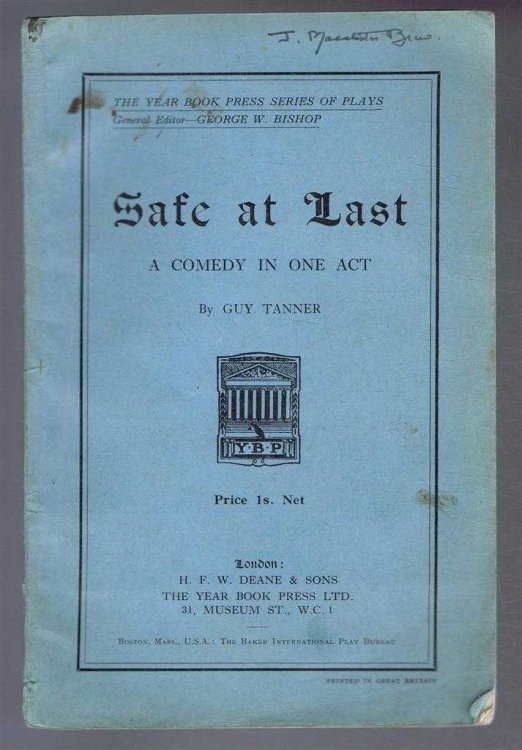 J.
THE YEAR BOOK PRESS SERIES OF PLAYS
General Editor—GEORGE W. BISHOP
Safe at Last
A COMEDY IN ONE ACT
By GUY TANNER
Y·B·P
Price 1s. Net
London:
H. F. W. DEANE & SONS
THE YEAR BOOK PRESS LTD.
31, MUSEUM ST., W.C. 1
BOSTON, MASS., U.S.A.: THE BAKER INTERNATIONAL PLAY BUREAU
PRINTED IN GREAT BRITAIN